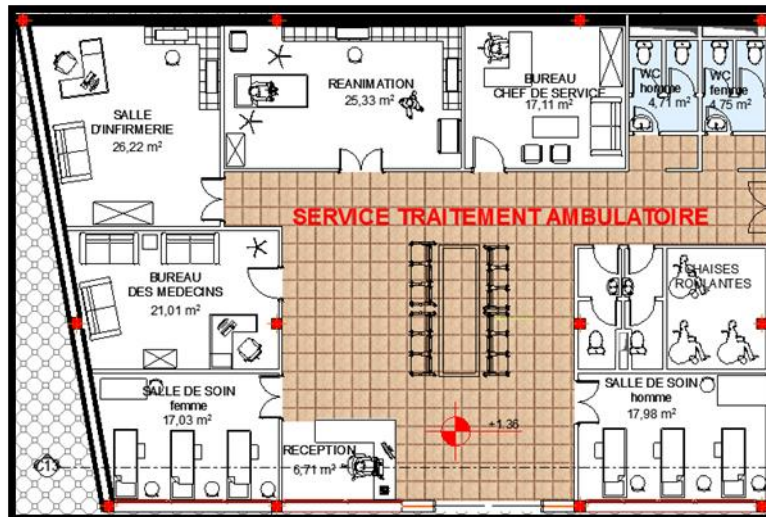 SALLE
D'INFIRMERIE
26,22 m²
REANIMATION
25,33 m²
BUREAU
CHEF DE SERVICE
17,11 m²
WC
homme
4,71 m²
WC
femme
4,75 m²
SERVICE TRAITEMENT AMBULATOIRE
BUREAU
DES MEDECINS
21,01 m²
CHAISES
ROULANTES
SALLE DE SOIN
femme
17,03 m²
SALLE DE SOIN
homme
17,98 m²
RECEPTION
6,71 m²
+1.36
C13